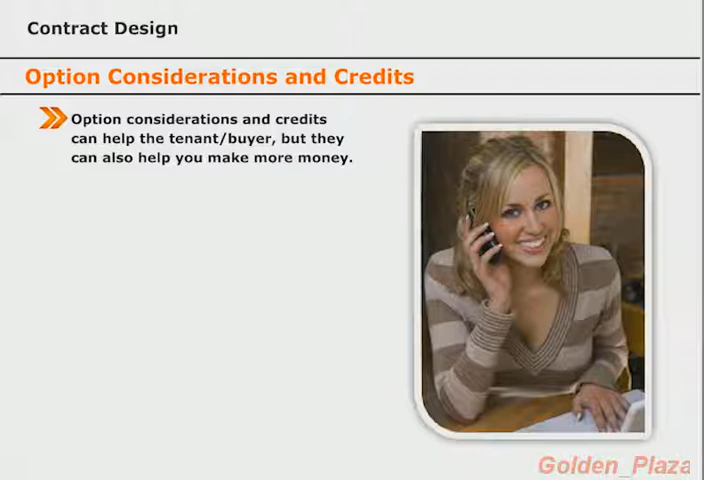 Contract Design
Option Considerations and Credits
Option considerations and credits
can help the tenant/buyer, but they
can also help you make more money.
Golden_Plaza